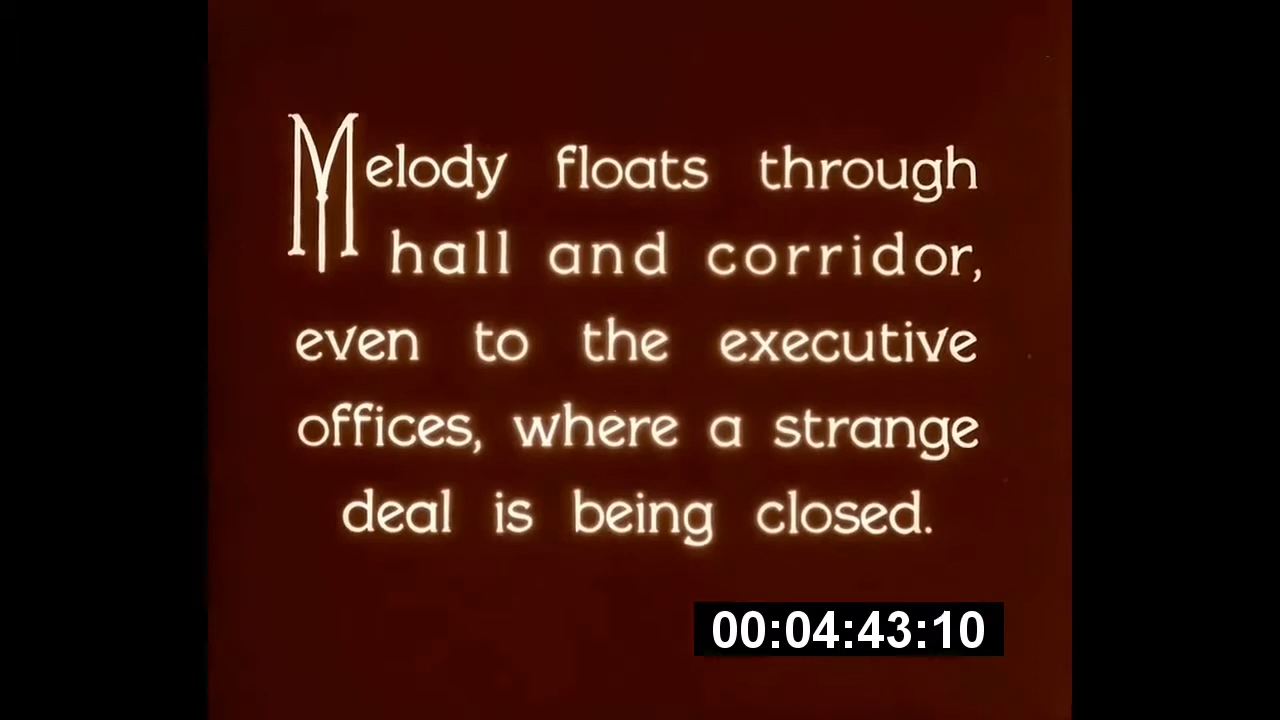 Melody floats through
hall and corridor,
even to the executive
offices, where a strange
deal is being closed.
00:04:43:10